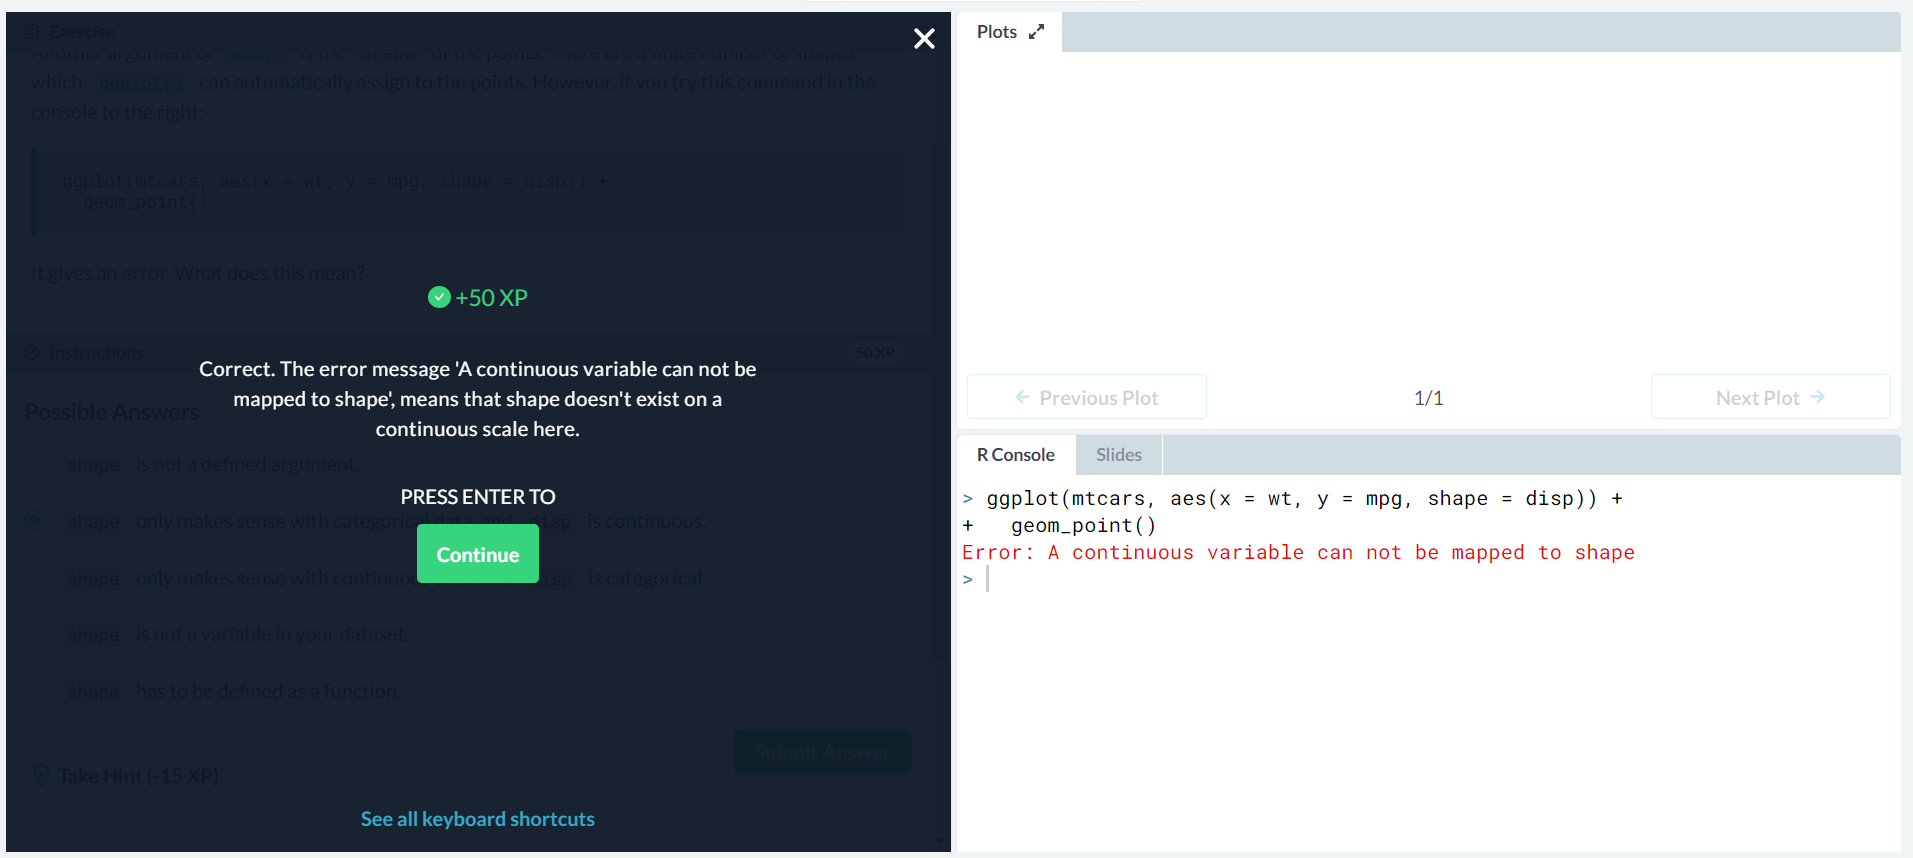 Exercise
Another argument of aes() is the shape of the points. There are a finite number of shapes
which ggplot() can automatically assign to the points. However, if you try this command in the
console to the right:
ggplot(mtcars, aes(x = wt, y = mpg, shape = disp)) +
geom_point()
It gives an error. What does this mean?
+50 XP
Instructions
50 XP
Correct. The error message 'A continuous variable can not be
mapped to shape', means that shape doesn't exist on a
continuous scale here.
Possible Answers
shape is not a defined argument.
PRESS ENTER TO
shape only makes sense with categorical data, and disp is continuous.
Continue
shape only makes sense with continuous disp is categorical.
shape is not a variable in your dataset.
shape has to be defined as a function.
Submit Answer
Take Hint (-15 XP)
See all keyboard shortcuts
Plots
Previous Plot
1/1
Next Plot
R Console
Slides
> ggplot(mtcars, aes(x = wt, y = mpg, shape = disp)) +
+ geom_point()
Error: A continuous variable can not be mapped to shape
>